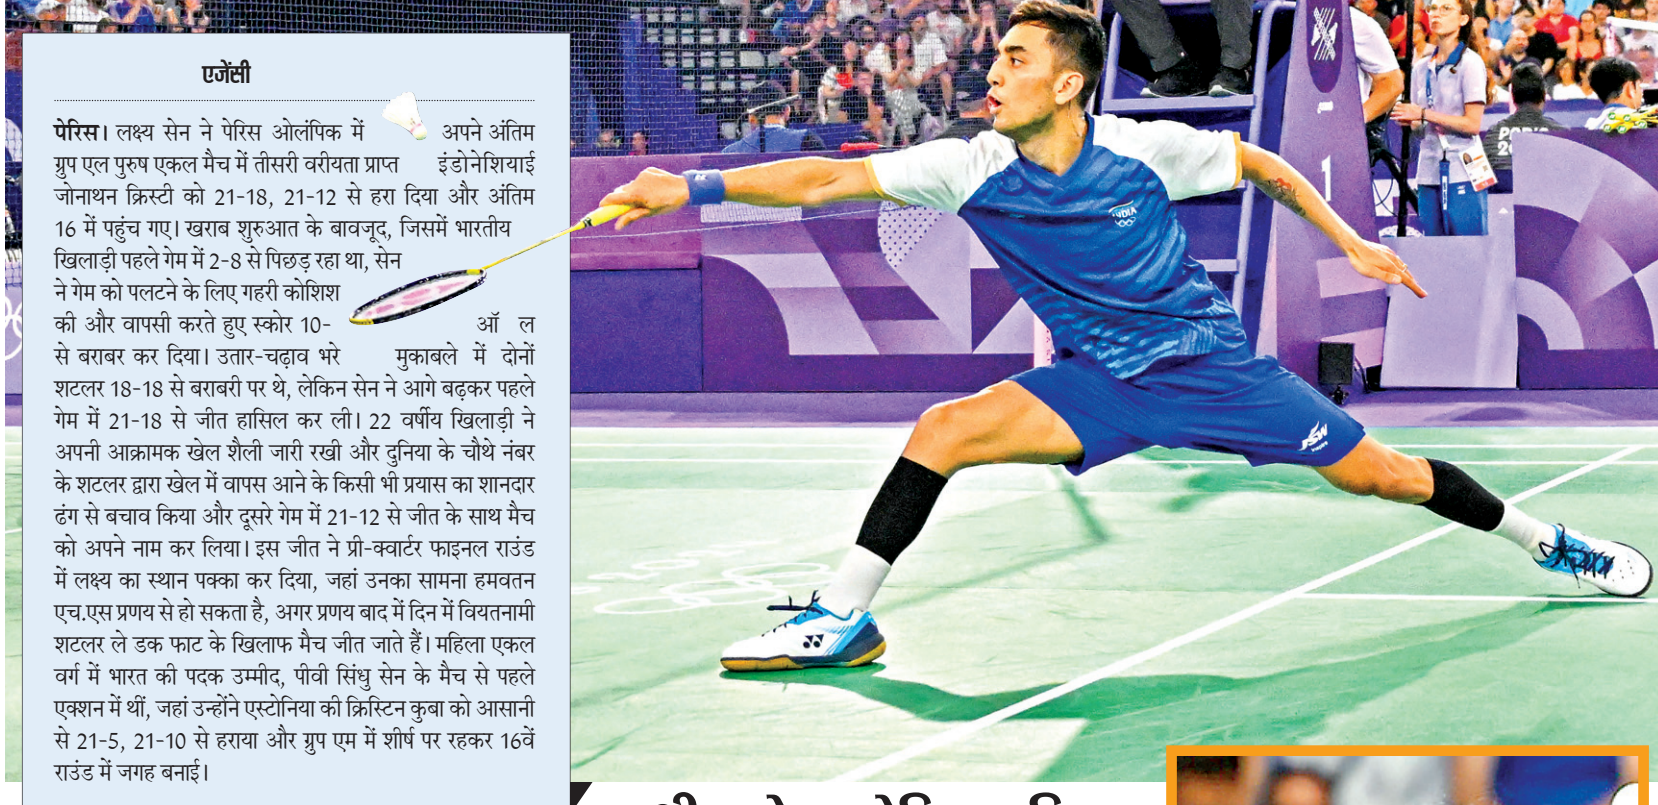 एजेंसी
पेरिस। लक्ष्य सेन ने पेरिस ओलंपिक में अपने अंतिम
ग्रुप एल पुरुष एकल मैच में तीसरी वरीयता प्राप्त इंडोनेशियाई
जोनाथन क्रिस्टी को 21-18, 21-12 से हरा दिया और अंतिम
16 में पहुंच गए। खराब शुरुआत के बावजूद, जिसमें भारतीय
खिलाड़ी पहले गेम में 2-8 से पिछड़ रहा था, सेन
ने गेम को पलटने के लिए गहरी कोशिश
की और वापसी करते हुए स्कोर 10- ऑ ल
से बराबर कर दिया। उतार-चढ़ाव भरे मुकाबले में दोनों
शटलर 18-18 से बराबरी पर थे, लेकिन सेन ने आगे बढ़कर पहले
गेम में 21-18 से जीत हासिल कर ली। 22 वर्षीय खिलाड़ी ने
अपनी आक्रामक खेल शैली जारी रखी और दुनिया के चौथे नंबर
के शटलर द्वारा खेल में वापस आने के किसी भी प्रयास का शानदार
ढंग से बचाव किया और दूसरे गेम में 21-12 से जीत के साथ मैच
को अपने नाम कर लिया। इस जीत ने प्री-क्वार्टर फाइनल राउंड
में लक्ष्य का स्थान पक्का कर दिया, जहां उनका सामना हमवतन
एच.एस प्रणय से हो सकता है, अगर प्रणय बाद में दिन में वियतनामी
शटलर ले डक फाट के खिलाफ मैच जीत जाते हैं। महिला एकल
वर्ग में भारत की पदक उम्मीद, पीवी सिंधु सेन के मैच से पहले
एक्शन में थीं, जहां उन्होंने एस्टोनिया की क्रिस्टिन कुबा को आसानी
से 21-5, 21-10 से हराया और ग्रुप एम में शीर्ष पर रहकर 16वें
राउंड में जगह बनाई।
INDIA
1
JSW